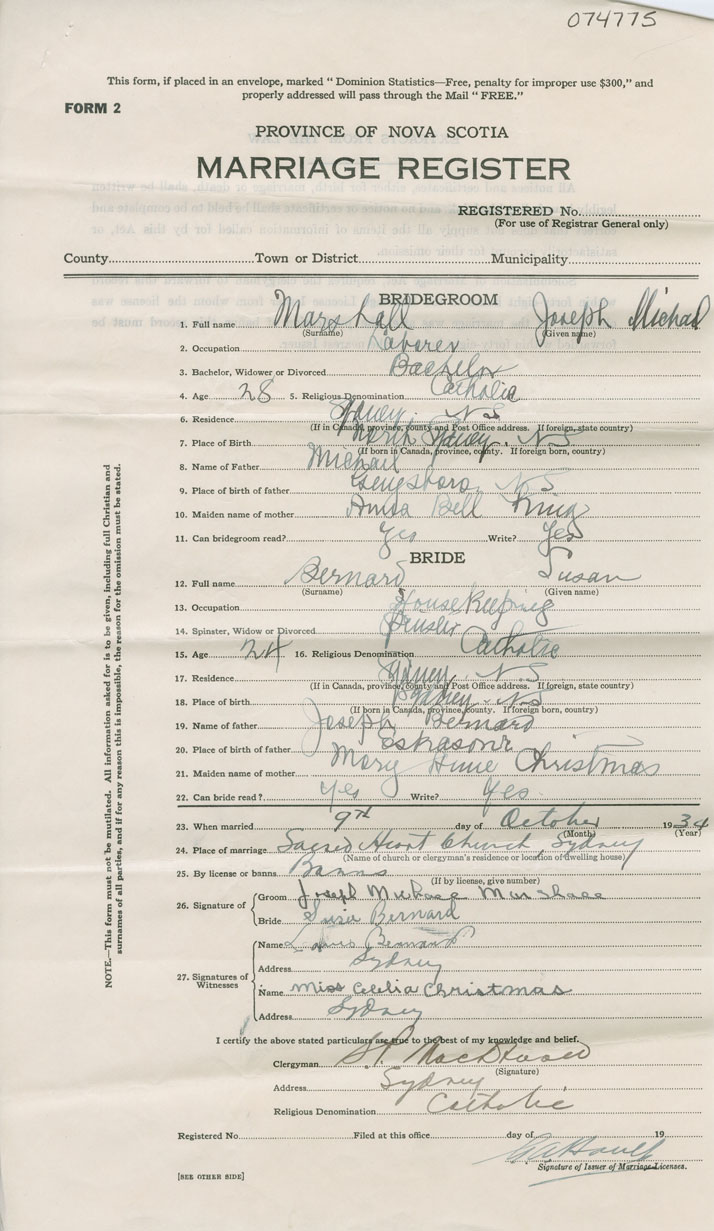 074775
This form, if placed in an envelope, marked " Dominion Statistics—Free, penalty for improper use $300," and
properly addressed will pass through the Mail " FREE."
FORM 2
PROVINCE OF NOVA SCOTIA
MARRIAGE REGISTER
REGISTERED No.
(For use of Registrar General only)
County Town or District Municipality
BRIDEGROOM
1. Full name Marshall Joseph Michael
(Surname) (Given name)
2. Occupation Laborer
3. Bachelor, Widower or Divorced Bachelor
4. Age 28 5. Religious Denomination Catholic
6. Residence Sydney, N S
(If in Canada, province, county and Post Office address. If foreign, state country)
7. Place of Birth North Sydney. N S
(If born in Canada, province, county. If foreign born, country)
8. Name of Father Michael
9. Place of birth of father N S
10. Maiden name of mother Bell King
11. Can bridegroom read? Yes Write? Yes
BRIDE
12. Full name Bernard Susan
(Surname) (Given name)
13. Occupation House Keeping
14. Spinster, Widow or Divorced
15. Age 24 16. Religious Denomination Catholic
17. Residence Sydney N. S
(If in Canada, province, county and Post Office address. If foreign, state country)
18. Place of birth Sydney. N S
(If born in Canada, province, county. If foreign born, country)
19. Name of father Joseph Bernard
20. Place of birth of father Eskasoni
21. Maiden name of mother Mary Christmas
22. Can bride read? Yes Write? Yes
23. When married 9th day of October 1934
(Month) (Year)
24. Place of marriage Sacred Heart Church, Sydney
(Name of church or clergyman's residence or location of dwelling house)
25. By license or banns Banns
(If by license, give number)
26. Signature of Groom Joseph Michael Marshall
Bride Susie Bernard
27. Signatures of Witnesses Name Bernard
Address Sydney
Name Miss Cecilia Christmas
Address Sydney
I certify the above stated particulars are true to the best of my knowledge and belief.
Clergyman
(Signature)
Address Sydney
Religious Denomination Catholic
Registered No. Filed at this office day of 19
Signature of Issuer of Marriage Licenses.
[SEE OTHER SIDE]
NOTE.—This form must not be mutilated. All information asked for is to be given, including full Christian and
surnames of all parties, and if for any reason this is impossible, the reason for the omission must be stated.